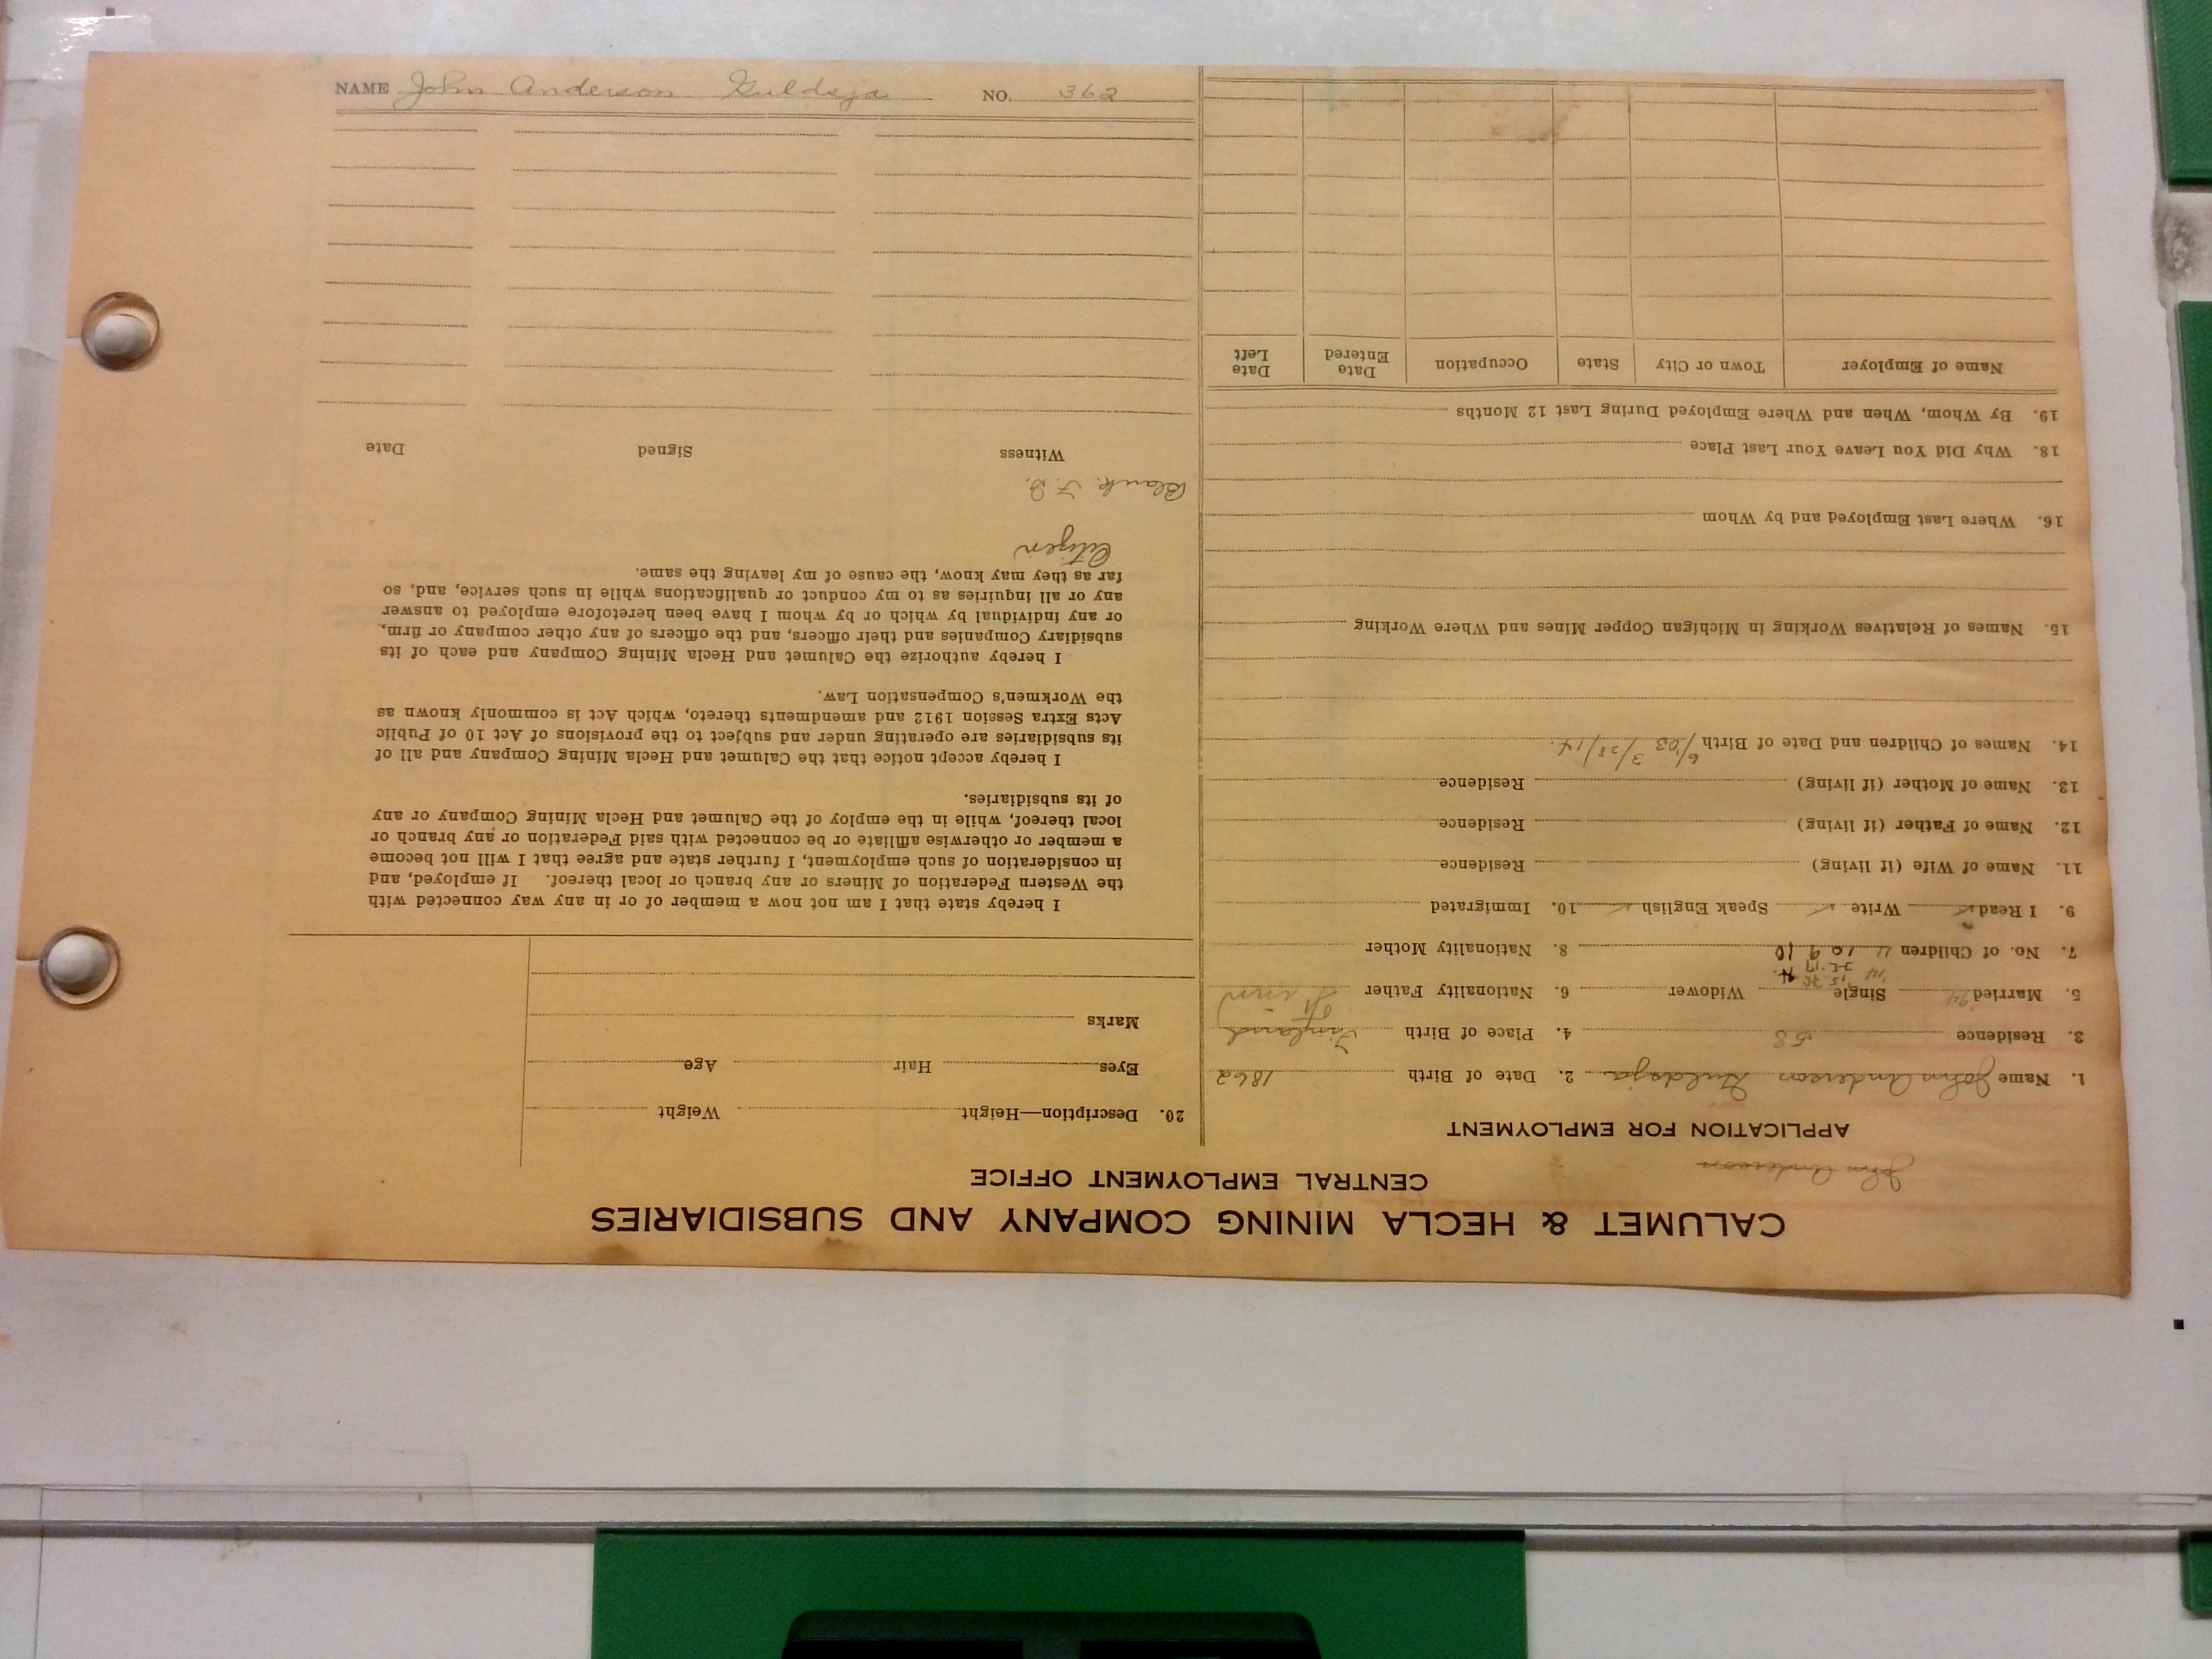 CALUMET & HECLA MINING COMPANY AND SUBSIDIARIES
CENTRAL EMPLOYMENT OFFICE
John Anderson
APPLICATION FOR EMPLOYMENT
1. Name John Anderson 2. Date of Birth 1862
3. Residence 58 4. Place of Birth Finland
5. Married 94 Single Widower 6. Nationality Father Finn
7. No. of Children 11 10 9 10 8. Nationality Mother
9. I Read Write Speak English 10. Immigrated
11. Name of Wife (if living) Residence
12. Name of Father (if living) Residence
13. Name of Mother (if living) Residence
14. Names of Children and Date of Birth 6/03 3/28/14.
15. Names of Relatives Working in Michigan Copper Mines and Where Working
16. Where Last Employed and by Whom
18. Why Did You Leave Your Last Place
19. By Whom, When and Where Employed During Last 12 Months
Name of Employer Town or City State Occupation Date Entered Date Left
20. Description—Height Weight
Eyes Hair Age
Marks
I hereby state that I am not now a member of or in any way connected with
the Western Federation of Miners or any branch or local thereof. If employed, and
in consideration of such employment, I further state and agree that I will not become
a member or otherwise affiliate or be connected with said Federation or any branch or
local thereof, while in the employ of the Calumet and Hecla Mining Company or any
of its subsidiaries.
I hereby accept notice that the Calumet and Hecla Mining Company and all of
its subsidiaries are operating under and subject to the provisions of Act 10 of Public
Acts Extra Session 1912 and amendments thereto, which Act is commonly known as
the Workmen's Compensation Law.
I hereby authorize the Calumet and Hecla Mining Company and each of its
subsidiary Companies and their officers, and the officers of any other company or firm,
or any individual by which or by whom I have been heretofore employed to answer
any or all inquiries as to my conduct or qualifications while in such service, and, so
far as they may know, the cause of my leaving the same.
Citizen
Blank
Witness Signed Date
NAME John Anderson NO. 362